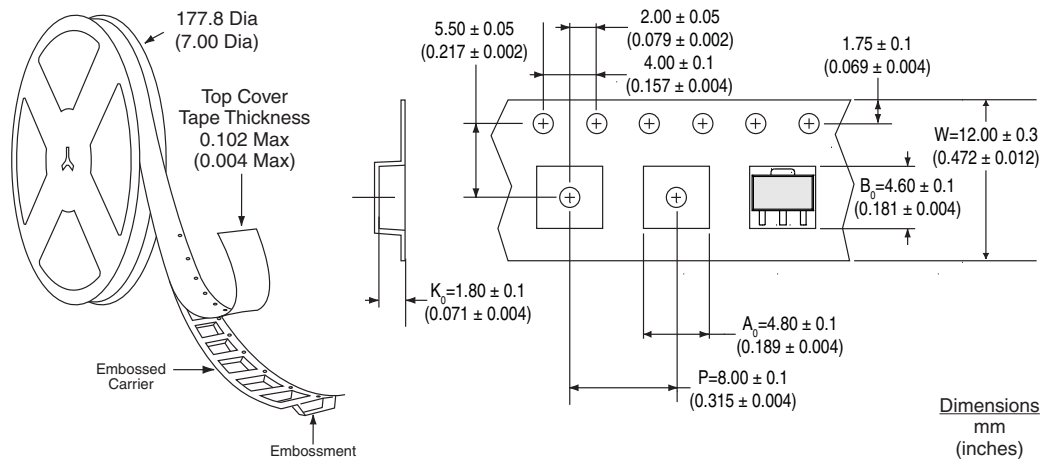 177.8 Dia
(7.00 Dia)
Top Cover
Tape Thickness
0.102 Max
(0.004 Max)
Embossed
Carrier
Embossment
5.50 ± 0.05
(0.217 ± 0.002)
2.00 ± 0.05
(0.079 ± 0.002)
4.00 ± 0.1
(0.157 ± 0.004)
1.75 ± 0.1
(0.069 ± 0.004)
W=12.00 ± 0.3
(0.472 ± 0.012)
B₀=4.60 ± 0.1
(0.181 ± 0.004)
K₀=1.80 ± 0.1
(0.071 ± 0.004)
A₀=4.80 ± 0.1
(0.189 ± 0.004)
P=8.00 ± 0.1
(0.315 ± 0.004)
Dimensions
mm
(inches)